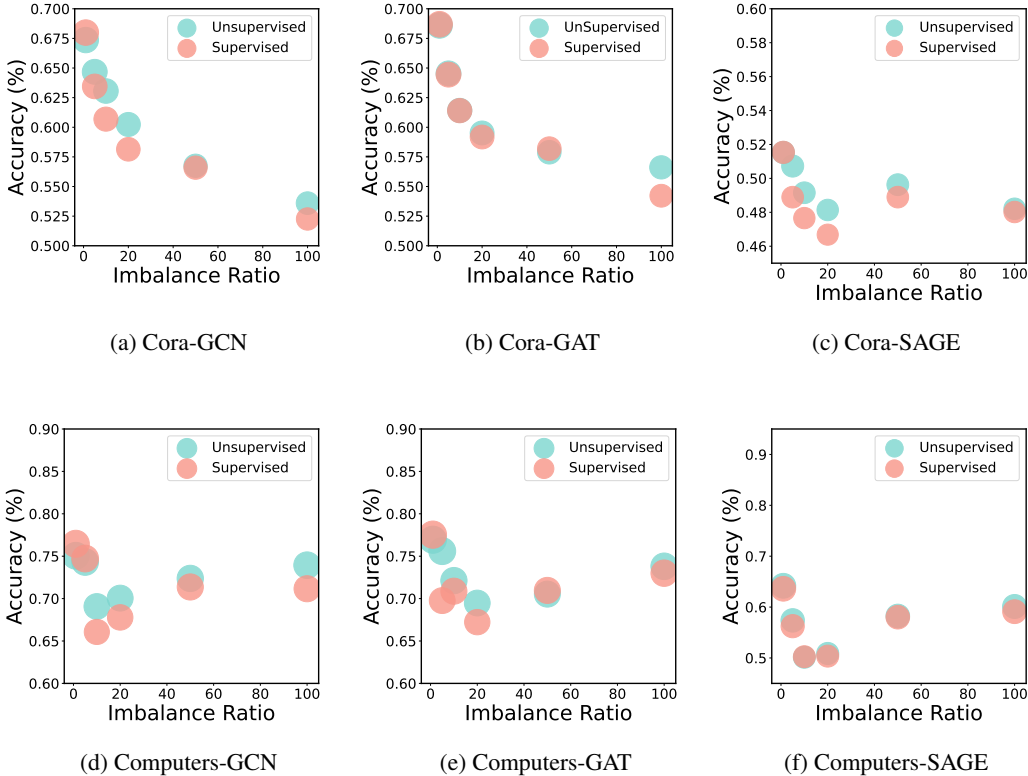 0.700
0.675
0.650
0.625
0.600
0.575
0.550
0.525
0.500
Accuracy (%)
Unsupervised
Supervised
0 20 40 60 80 100
Imbalance Ratio
(a) Cora-GCN
0.700
0.675
0.650
0.625
0.600
0.575
0.550
0.525
0.500
Accuracy (%)
UnSupervised
Supervised
0 20 40 60 80 100
Imbalance Ratio
(b) Cora-GAT
0.60
0.58
0.56
0.54
0.52
0.50
0.48
0.46
Accuracy (%)
Unsupervised
Supervised
0 20 40 60 80 100
Imbalance Ratio
(c) Cora-SAGE
0.90
0.85
0.80
0.75
0.70
0.65
0.60
Accuracy (%)
Unsupervised
Supervised
0 20 40 60 80 100
Imbalance Ratio
(d) Computers-GCN
0.90
0.85
0.80
0.75
0.70
0.65
0.60
Accuracy (%)
Unsupervised
Supervised
0 20 40 60 80 100
Imbalance Ratio
(e) Computers-GAT
0.9
0.8
0.7
0.6
0.5
Accuracy (%)
Unsupervised
Supervised
0 20 40 60 80 100
Imbalance Ratio
(f) Computers-SAGE